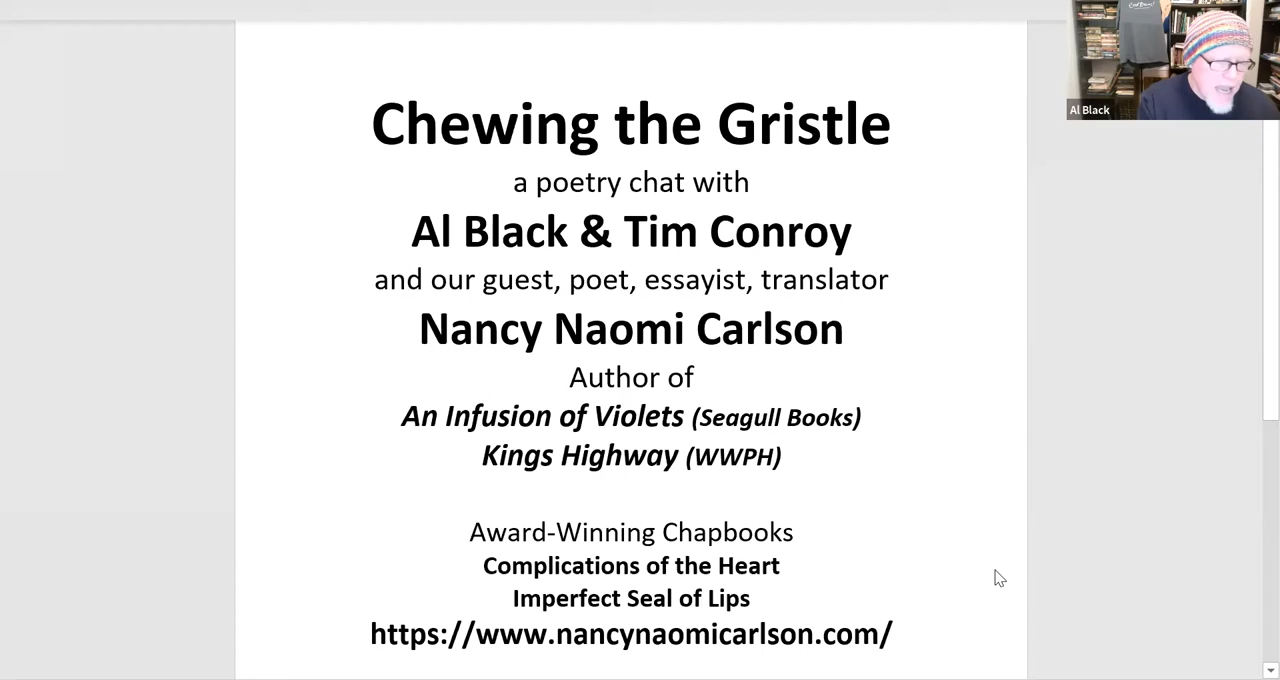 Chewing the Gristle
a poetry chat with
Al Black & Tim Conroy
and our guest, poet, essayist, translator
Nancy Naomi Carlson
Author of
An Infusion of Violets (Seagull Books)
Kings Highway (WWPH)
Award-Winning Chapbooks
Complications of the Heart
Imperfect Seal of Lips
https://www.nancynaomicarlson.com/
Al Black